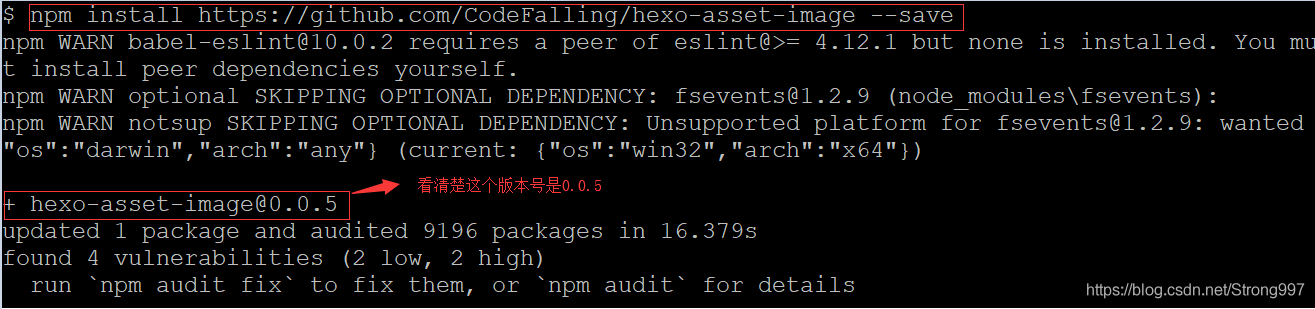 $ npm install https://github.com/CodeFalling/hexo-asset-image --save
npm WARN babel-eslint@10.0.2 requires a peer of eslint@>= 4.12.1 but none is installed. You mu
t install peer dependencies yourself.
npm WARN optional SKIPPING OPTIONAL DEPENDENCY: fsevents@1.2.9 (node_modules\fsevents):
npm WARN notsup SKIPPING OPTIONAL DEPENDENCY: Unsupported platform for fsevents@1.2.9: wanted
"os":"darwin","arch":"any"} (current: {"os":"win32","arch":"x64"})
看清楚这个版本号是0.0.5
+ hexo-asset-image@0.0.5
updated 1 package and audited 9196 packages in 16.379s
found 4 vulnerabilities (2 low, 2 high)
run `npm audit fix` to fix them, or `npm audit` for details
https://blog.csdn.net/Strong997